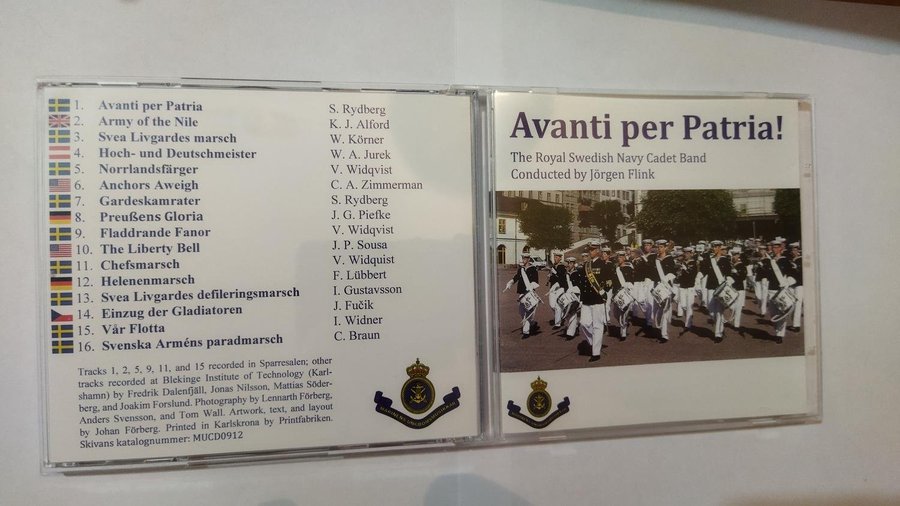 1. Avanti per Patria S. Rydberg
2. Army of the Nile K. J. Alford
3. Svea Livgardes marsch W. Körner
4. Hoch- und Deutschmeister W. A. Jurek
5. Norrlandsfärger V. Widqvist
6. Anchors Aweigh C. A. Zimmerman
7. Gardeskamrater S. Rydberg
8. Preußens Gloria J. G. Piefke
9. Fladdrande Fanor V. Widqvist
10. The Liberty Bell J. P. Sousa
11. Chefsmarsch V. Widquist
12. Helenenmarsch F. Lübbert
13. Svea Livgardes defileringsmarsch I. Gustavsson
14. Einzug der Gladiatoren J. Fučik
15. Vår Flotta I. Widner
16. Svenska Arméns paradmarsch C. Braun
Tracks 1, 2, 5, 9, 11, and 15 recorded in Sparresalen; other
tracks recorded at Blekinge Institute of Technology (Karl-
shamn) by Fredrik Dalenfjäll, Jonas Nilsson, Mattias Söder-
berg, and Joakim Forslund. Photography by Lennarth Förberg,
Anders Svensson, and Tom Wall. Artwork, text, and layout
by Johan Förberg. Printed in Karlskrona by Printfabriken.
Skivans katalognummer: MUCD0912
Avanti per Patria!
The Royal Swedish Navy Cadet Band
Conducted by Jörgen Flink